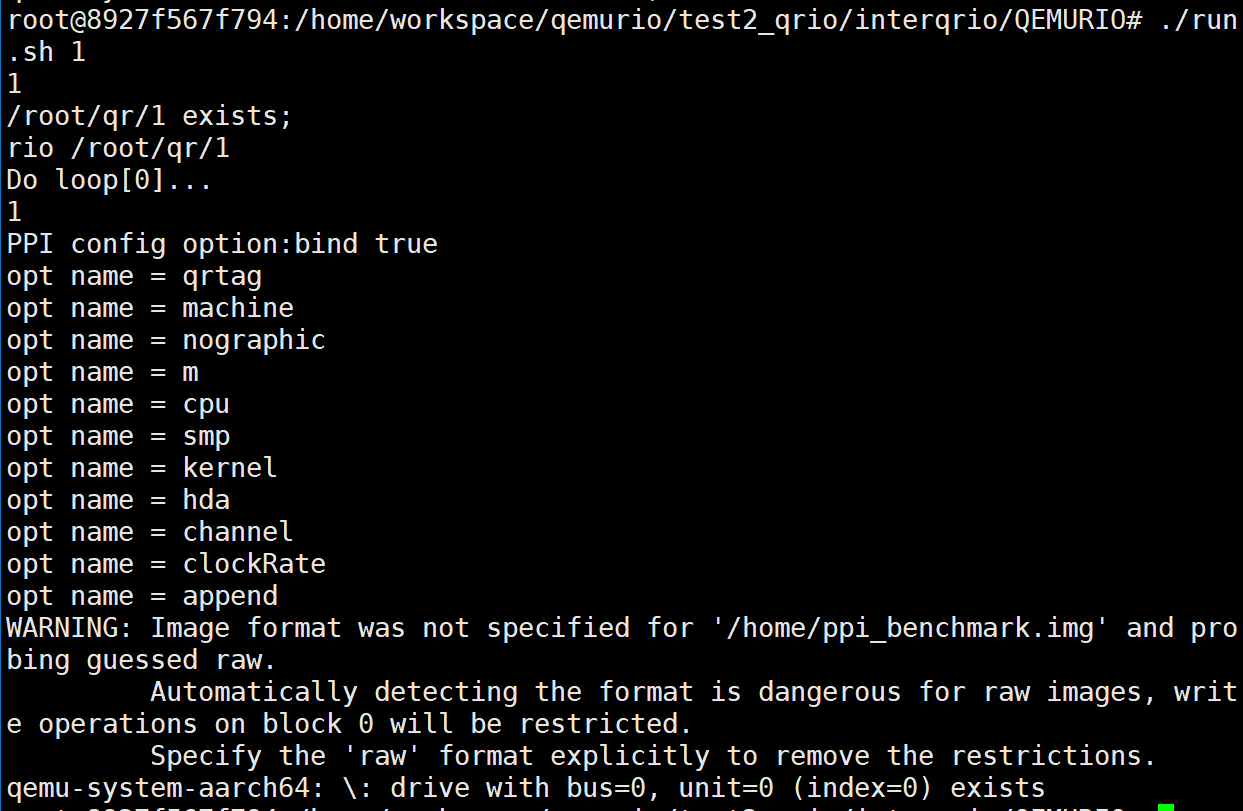 root@8927f567f794:/home/workspace/qemurio/test2_qrio/interqrio/QEMURIO# ./run
.sh 1
1
/root/qr/1 exists;
rio /root/qr/1
Do loop[0]...
1
PPI config option:bind true
opt name = qrtag
opt name = machine
opt name = nographic
opt name = m
opt name = cpu
opt name = smp
opt name = kernel
opt name = hda
opt name = channel
opt name = clockRate
opt name = append
WARNING: Image format was not specified for '/home/ppi_benchmark.img' and pro
bing guessed raw.
         Automatically detecting the format is dangerous for raw images, writ
e operations on block 0 will be restricted.
         Specify the 'raw' format explicitly to remove the restrictions.
qemu-system-aarch64: \: drive with bus=0, unit=0 (index=0) exists